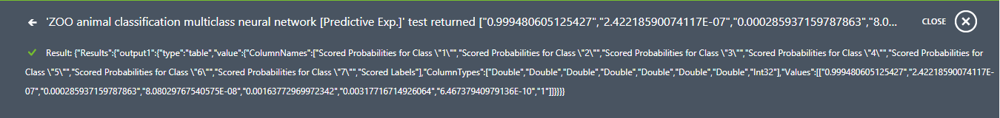 'ZOO animal classification multiclass neural network [Predictive Exp.]' test returned ["0.999480605125427","2.42218590074117E-07","0.000285937159787863","8.0... CLOSE
Result: {"Results":{"output1":{"type":"table","value":{"ColumnNames":["Scored Probabilities for Class \"1\"","Scored Probabilities for Class \"2\"","Scored Probabilities for Class \"3\"","Scored Probabilities for Class \"4\"","Scored Probabilities for
Class \"5\"","Scored Probabilities for Class \"6\"","Scored Probabilities for Class \"7\"","Scored Labels"],"ColumnTypes":["Double","Double","Double","Double","Double","Double","Double","Int32"],"Values":[["0.999480605125427","2.42218590074117E-
07","0.000285937159787863","8.08029767540575E-08","0.00163772969972342","0.00317716714926064","6.46737940979136E-10","1"]]}}}}